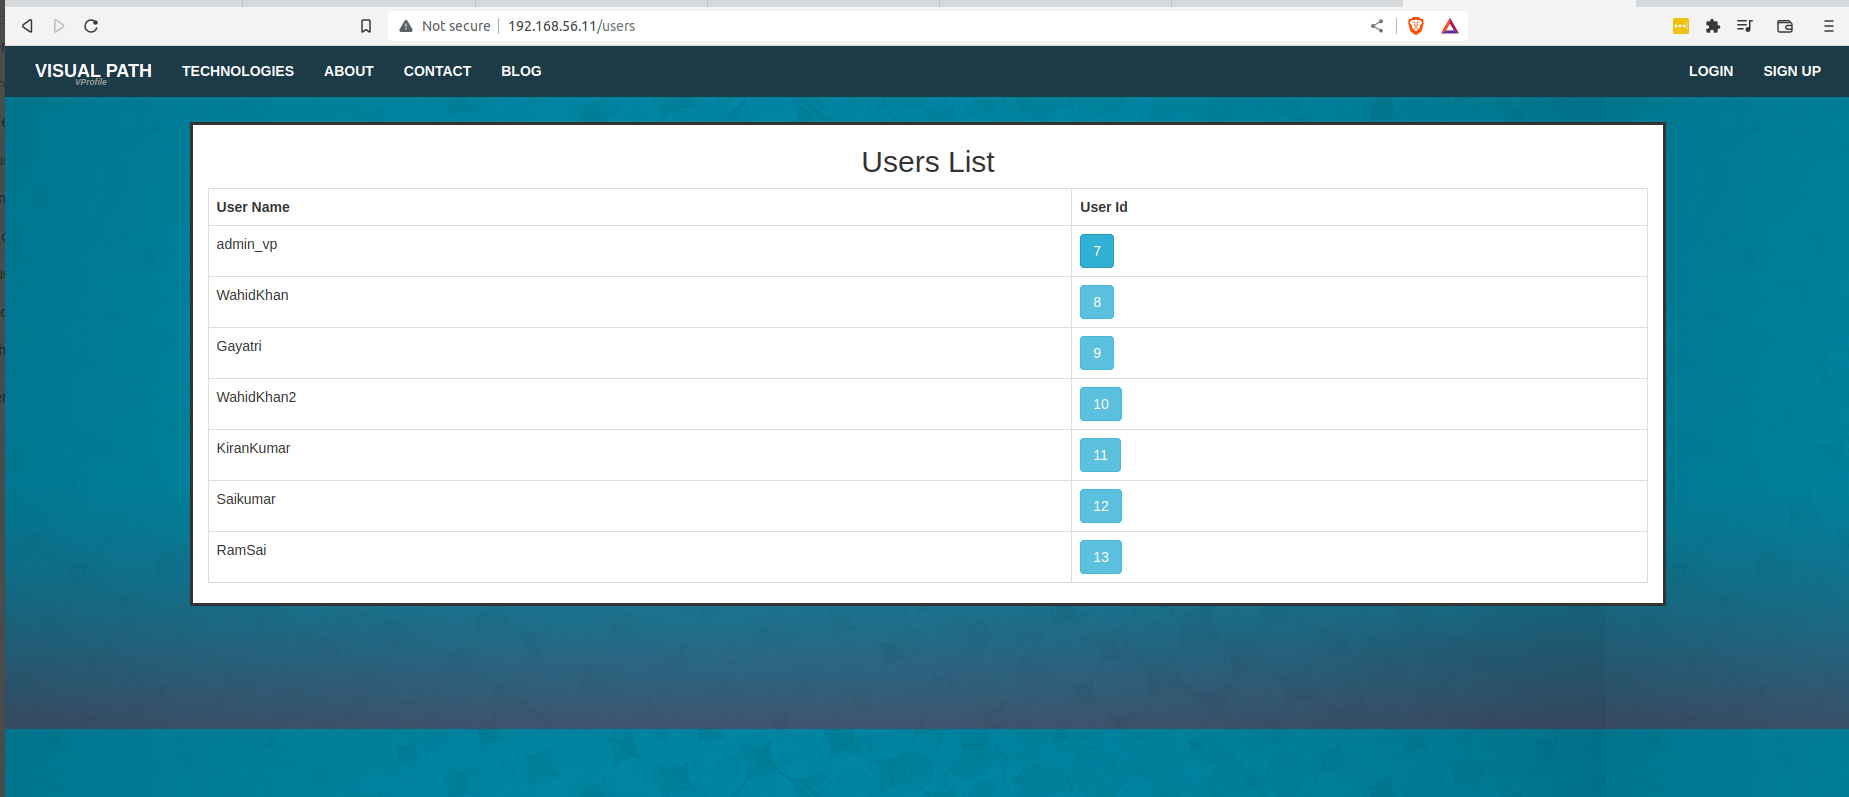 Not secure 192.168.56.11/users
VISUAL PATH TECHNOLOGIES ABOUT CONTACT BLOG LOGIN SIGN UP
VProfile
Users List
User Name User Id
admin_vp 7
WahidKhan 8
Gayatri 9
WahidKhan2 10
KiranKumar 11
Saikumar 12
RamSai 13